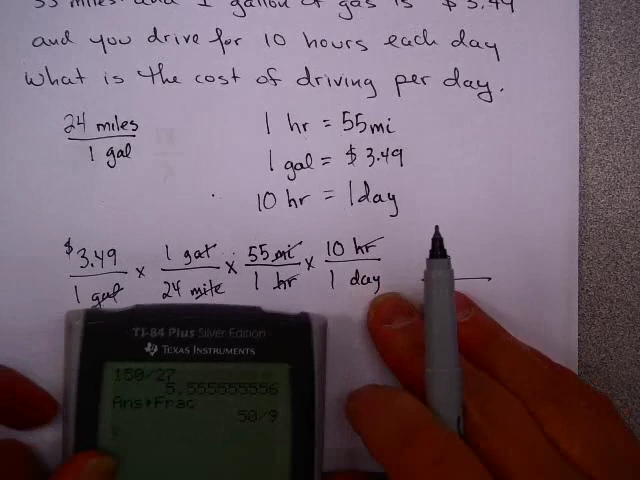 55 miles and 1 gallon of gas is $3.49
and you drive for 10 hours each day
What is the cost of driving per day.
24 miles
1 gal
1 hr = 55mi
1 gal = $3.49
10 hr = 1day
$3.49 / 1 gal × 1 gal / 24 mile × 55 mi / 1 hr × 10 hr / 1 day
TI-84 Plus Silver Edition
TEXAS INSTRUMENTS
150/27
5.555555556
Ans▸Frac
50/9